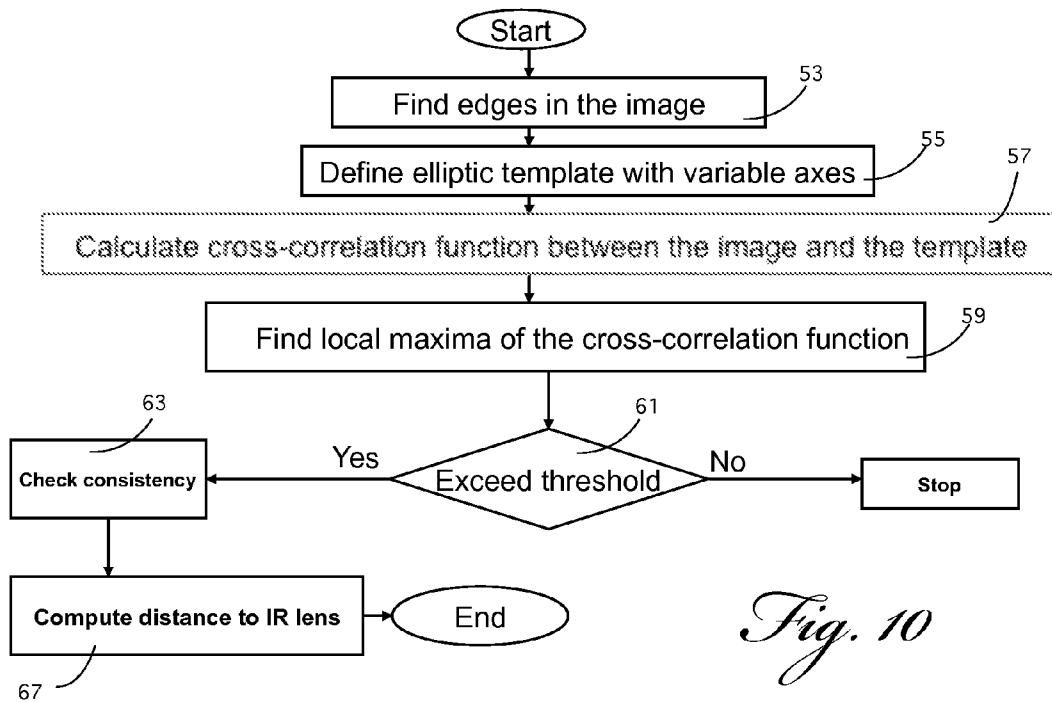 Start
53
Find edges in the image
55
Define elliptic template with variable axes
57
Calculate cross-correlation function between the image and the template
59
Find local maxima of the cross-correlation function
61
63
Yes
Exceed threshold
No
Check consistency
Stop
Compute distance to IR lens
End
67
Fig. 10